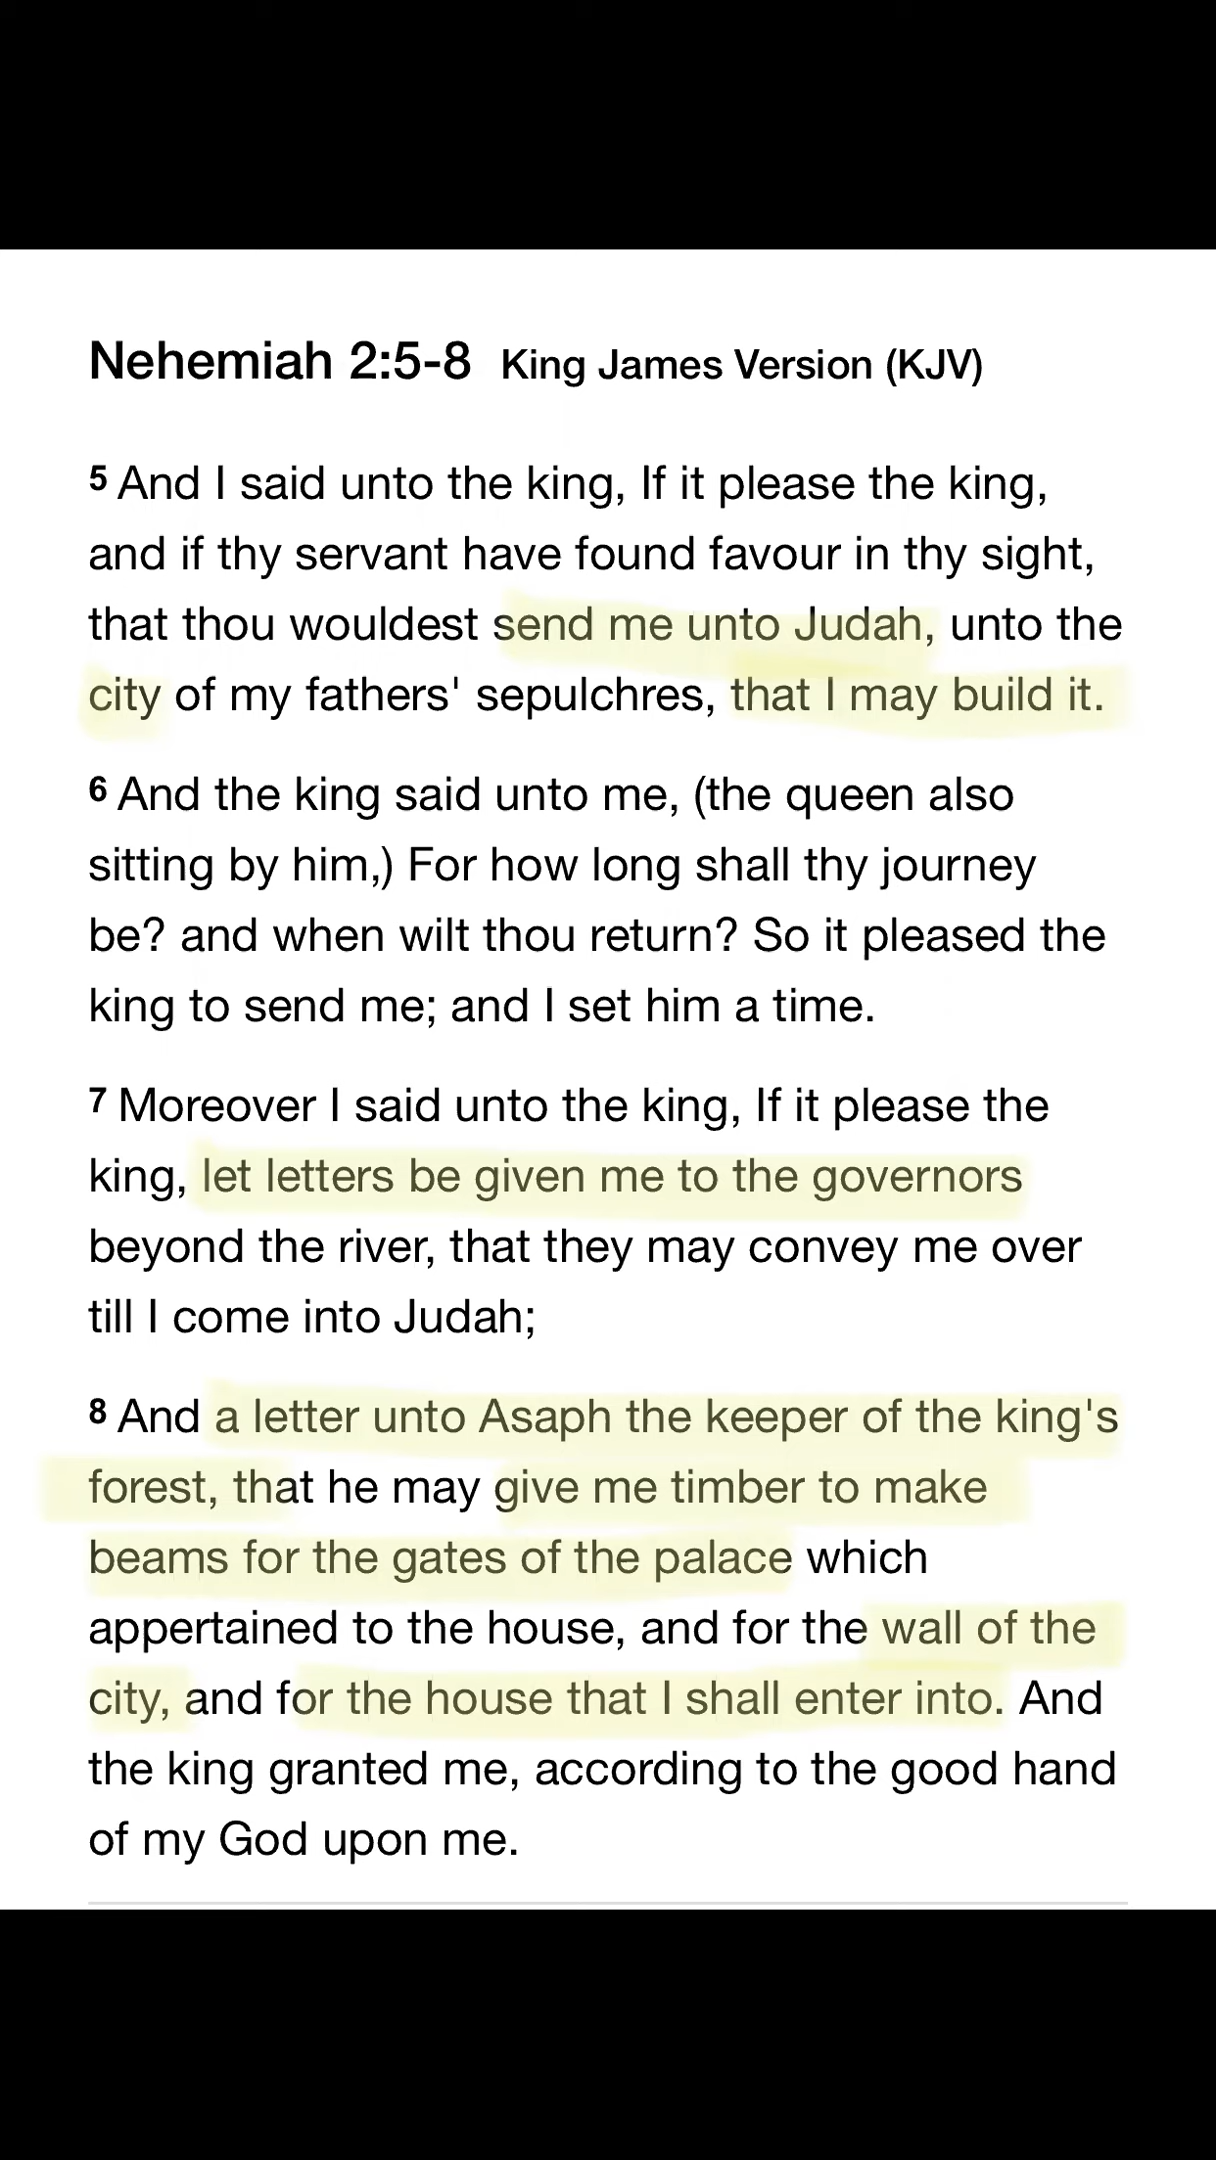 Nehemiah 2:5-8 King James Version (KJV)
5 And I said unto the king, If it please the king,
and if thy servant have found favour in thy sight,
that thou wouldest send me unto Judah, unto the
city of my fathers' sepulchres, that I may build it.
6 And the king said unto me, (the queen also
sitting by him,) For how long shall thy journey
be? and when wilt thou return? So it pleased the
king to send me; and I set him a time.
7 Moreover I said unto the king, If it please the
king, let letters be given me to the governors
beyond the river, that they may convey me over
till I come into Judah;
8 And a letter unto Asaph the keeper of the king's
forest, that he may give me timber to make
beams for the gates of the palace which
appertained to the house, and for the wall of the
city, and for the house that I shall enter into. And
the king granted me, according to the good hand
of my God upon me.